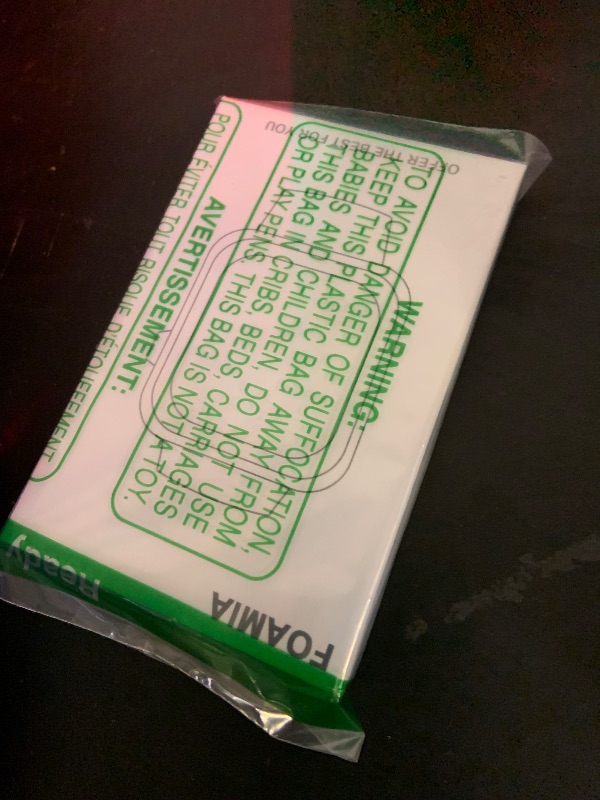 OFFER THE BEST FOR YOU
WARNING:
TO AVOID DANGER OF SUFFOCATION,
KEEP THIS PLASTIC BAG AWAY FROM
BABIES AND CHILDREN, DO NOT USE
THIS BAG IN CRIBS, BEDS, CARRIAGES
OR PLAY PENS. THIS BAG IS NOT A TOY.
AVERTISSEMENT:
POUR ÉVITER TOUT RISQUE D'ÉTOUFFEMENT
FOAMIA
Ready